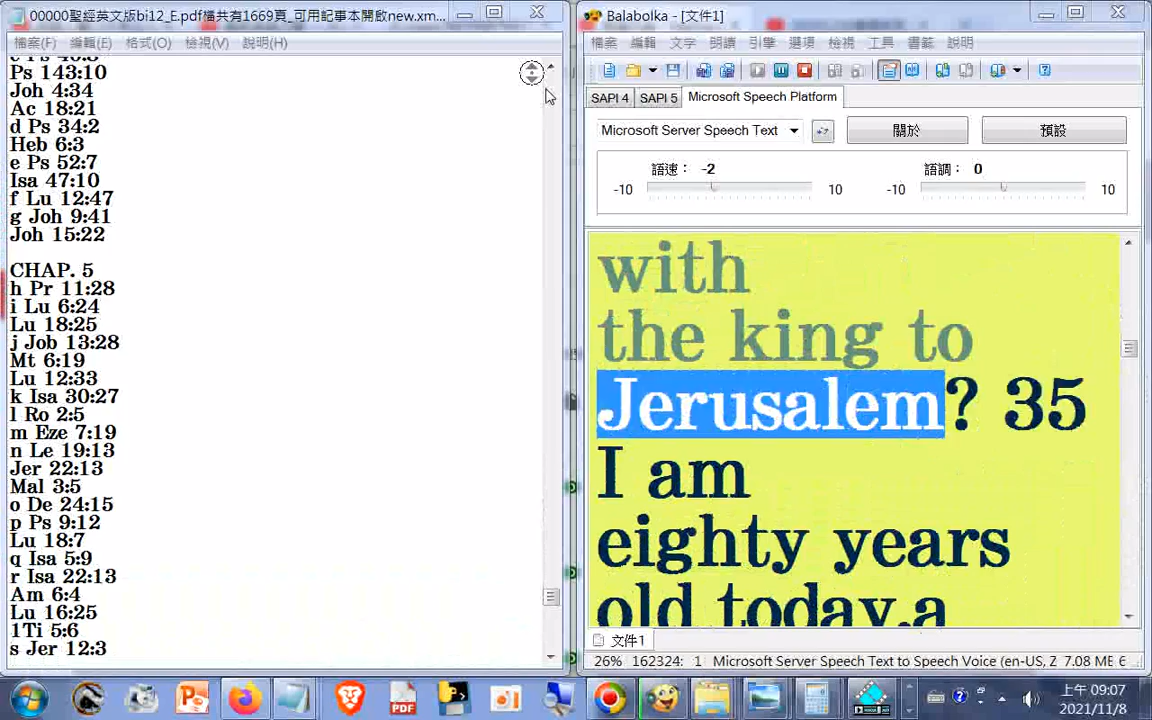 00000聖經英文版bi12_E.pdf檔共有1669頁_可用記事本開啟new.xm...
檔案(F) 編輯(E) 格式(O) 檢視(V) 說明(H)
Ps 143:10
Joh 4:34
Ac 18:21
d Ps 34:2
Heb 6:3
e Ps 52:7
Isa 47:10
f Lu 12:47
g Joh 9:41
Joh 15:22
CHAP. 5
h Pr 11:28
i Lu 6:24
Lu 18:25
j Job 13:28
Mt 6:19
Lu 12:33
k Isa 30:27
l Ro 2:5
m Eze 7:19
n Le 19:13
Jer 22:13
Mal 3:5
o De 24:15
p Ps 9:12
Lu 18:7
q Isa 5:9
r Isa 22:13
Am 6:4
Lu 16:25
1Ti 5:6
s Jer 12:3
Balabolka - [文件1]
檔案 編輯 文字 朗讀 引擎 選項 檢視 工具 書籤 說明
SAPI 4 SAPI 5 Microsoft Speech Platform
Microsoft Server Speech Text 關於 預設
語速： -2 語調： 0
-10 10 -10 10
with
the king to
Jerusalem? 35
I am
eighty years
old today.a
文件1
26% 162324: 1 Microsoft Server Speech Text to Speech Voice (en-US, Z 7.08 MB 6
PDF
上午 09:07
2021/11/8